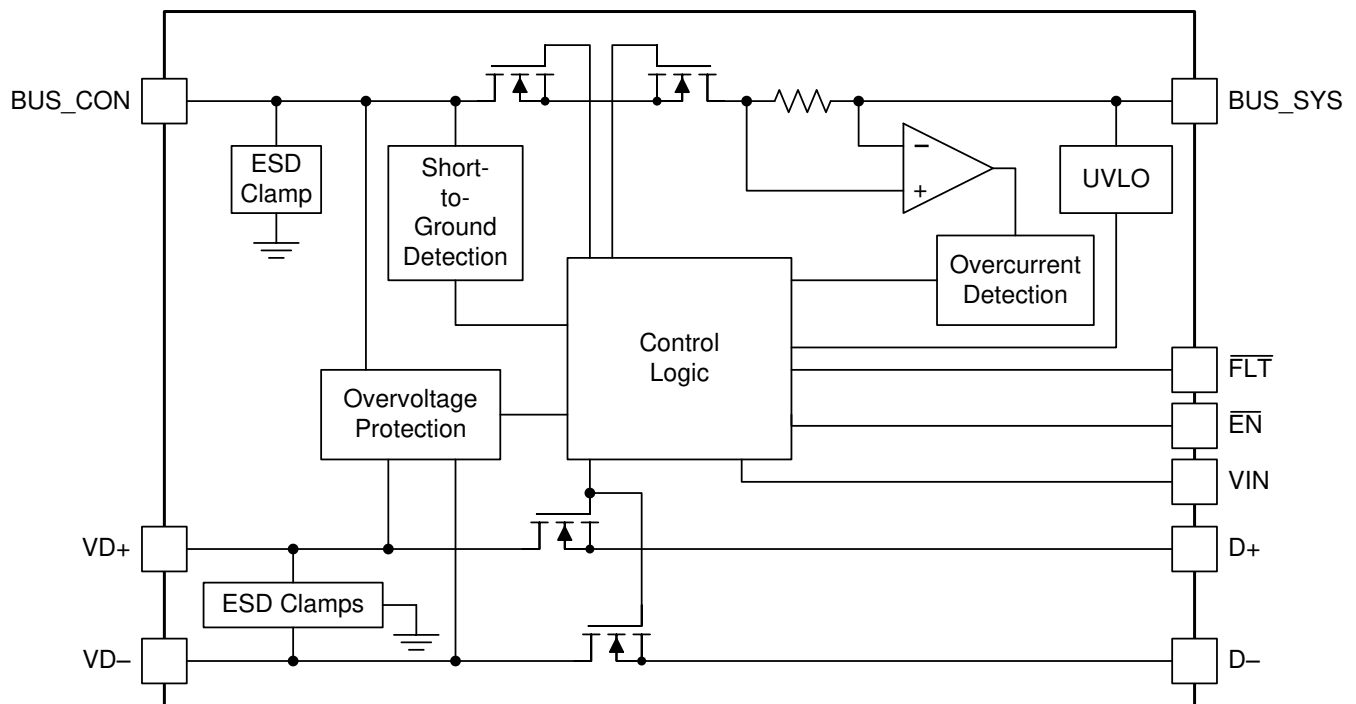 BUS_CON
BUS_SYS
ESD
Clamp
Short-
to-
Ground
Detection
−
+
UVLO
Overcurrent
Detection
Control
Logic
FLT
Overvoltage
Protection
EN
VIN
VD+
D+
ESD Clamps
VD–
D–